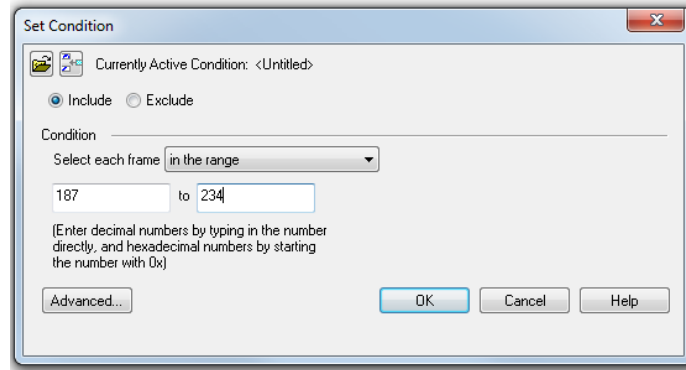 Set Condition
Currently Active Condition: <Untitled>
Include Exclude
Condition
Select each frame in the range
187 to 234
(Enter decimal numbers by typing in the number
directly, and hexadecimal numbers by starting
the number with 0x)
Advanced... OK Cancel Help